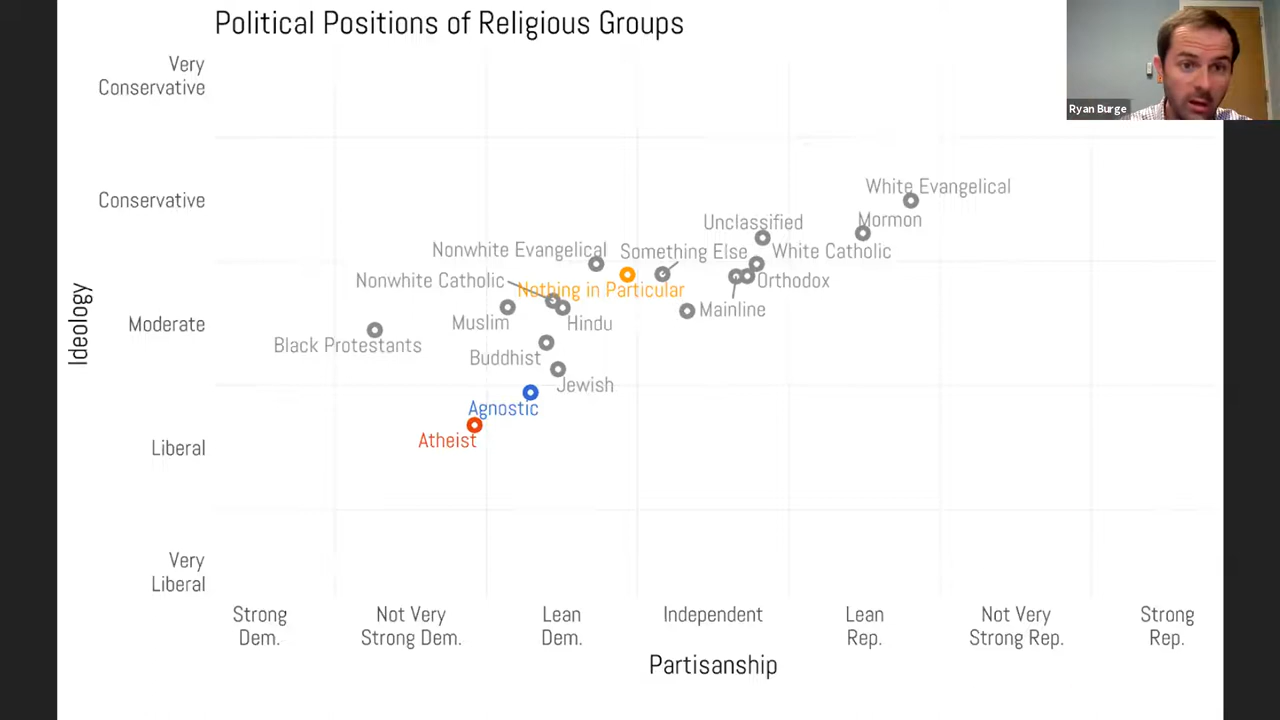 Political Positions of Religious Groups
Ryan Burge
Very
Conservative
Conservative
Moderate
Liberal
Very
Liberal
Ideology
White Evangelical
Mormon
Unclassified
Nonwhite Evangelical
Something Else
White Catholic
Nonwhite Catholic
Nothing in Particular
Orthodox
Mainline
Muslim
Hindu
Black Protestants
Buddhist
Jewish
Agnostic
Atheist
Strong
Dem.
Not Very
Strong Dem.
Lean
Dem.
Independent
Lean
Rep.
Not Very
Strong Rep.
Strong
Rep.
Partisanship